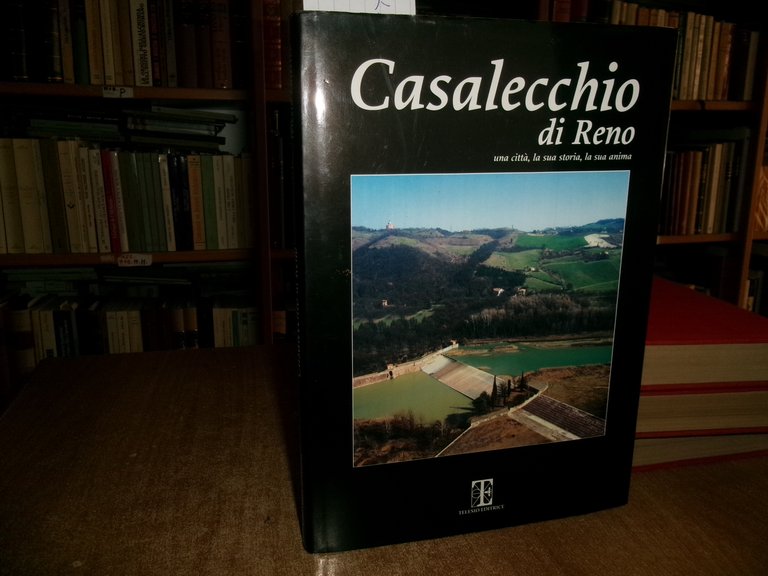 Casalecchio
di Reno
una città, la sua storia, la sua anima
TELESIO EDITRICE